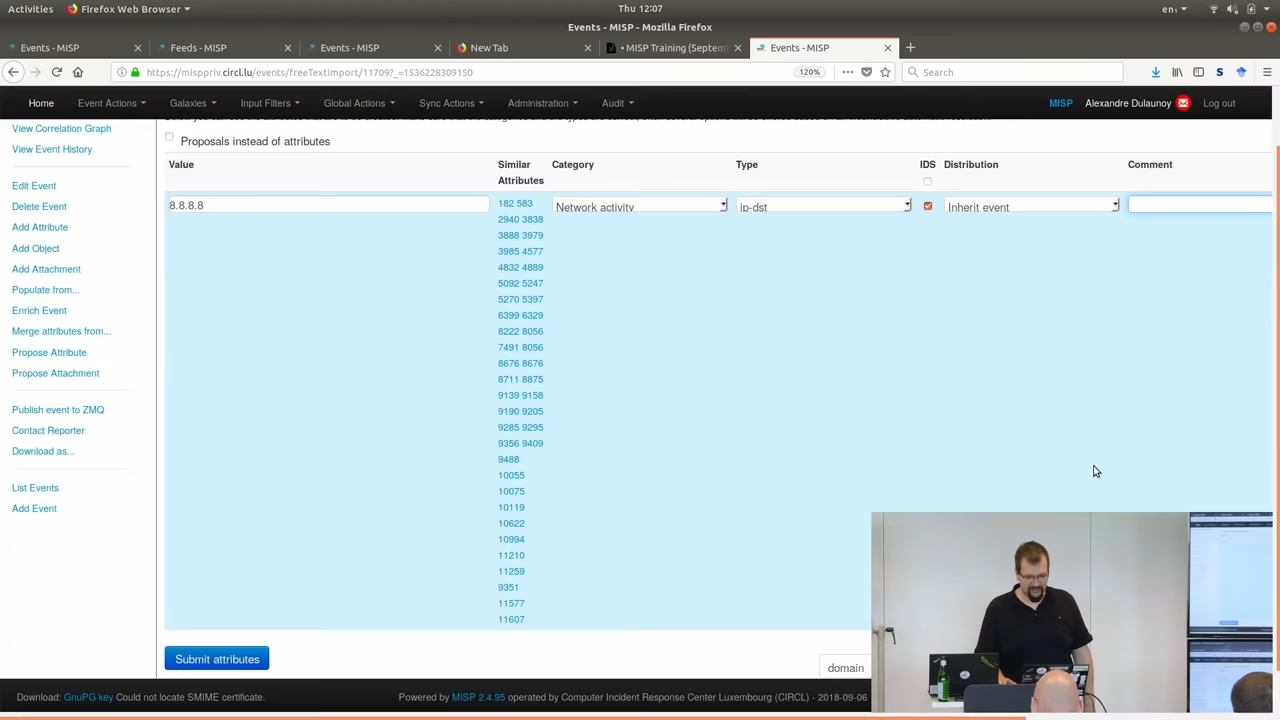 Activities Firefox Web Browser Thu 12:07 en1
Events - MISP - Mozilla Firefox
Events - MISP Feeds - MISP Events - MISP New Tab • MISP Training (Septem Events - MISP
https://misppriv.circl.lu/events/freeTextImport/11709?_=1536228309150 120% Search
Home Event Actions Galaxies Input Filters Global Actions Sync Actions Administration Audit MISP Alexandre Dulaunoy Log out
View Correlation Graph
View Event History
Edit Event
Delete Event
Add Attribute
Add Object
Add Attachment
Populate from...
Enrich Event
Merge attributes from...
Propose Attribute
Propose Attachment
Publish event to ZMQ
Contact Reporter
Download as...
List Events
Add Event
Proposals instead of attributes
Value Similar Attributes Category Type IDS Distribution Comment
8.8.8.8 Network activity ip-dst Inherit event
182 583
2940 3838
3888 3979
3985 4577
4832 4889
5092 5247
5270 5397
6399 6329
8222 8056
7491 8056
8676 8676
8711 8875
9139 9158
9190 9205
9285 9295
9356 9409
9488
10055
10075
10119
10622
10994
11210
11259
9351
11577
11607
Submit attributes
domain
Download: GnuPG key Could not locate SMIME certificate. Powered by MISP 2.4.95 operated by Computer Incident Response Center Luxembourg (CIRCL) - 2018-09-06